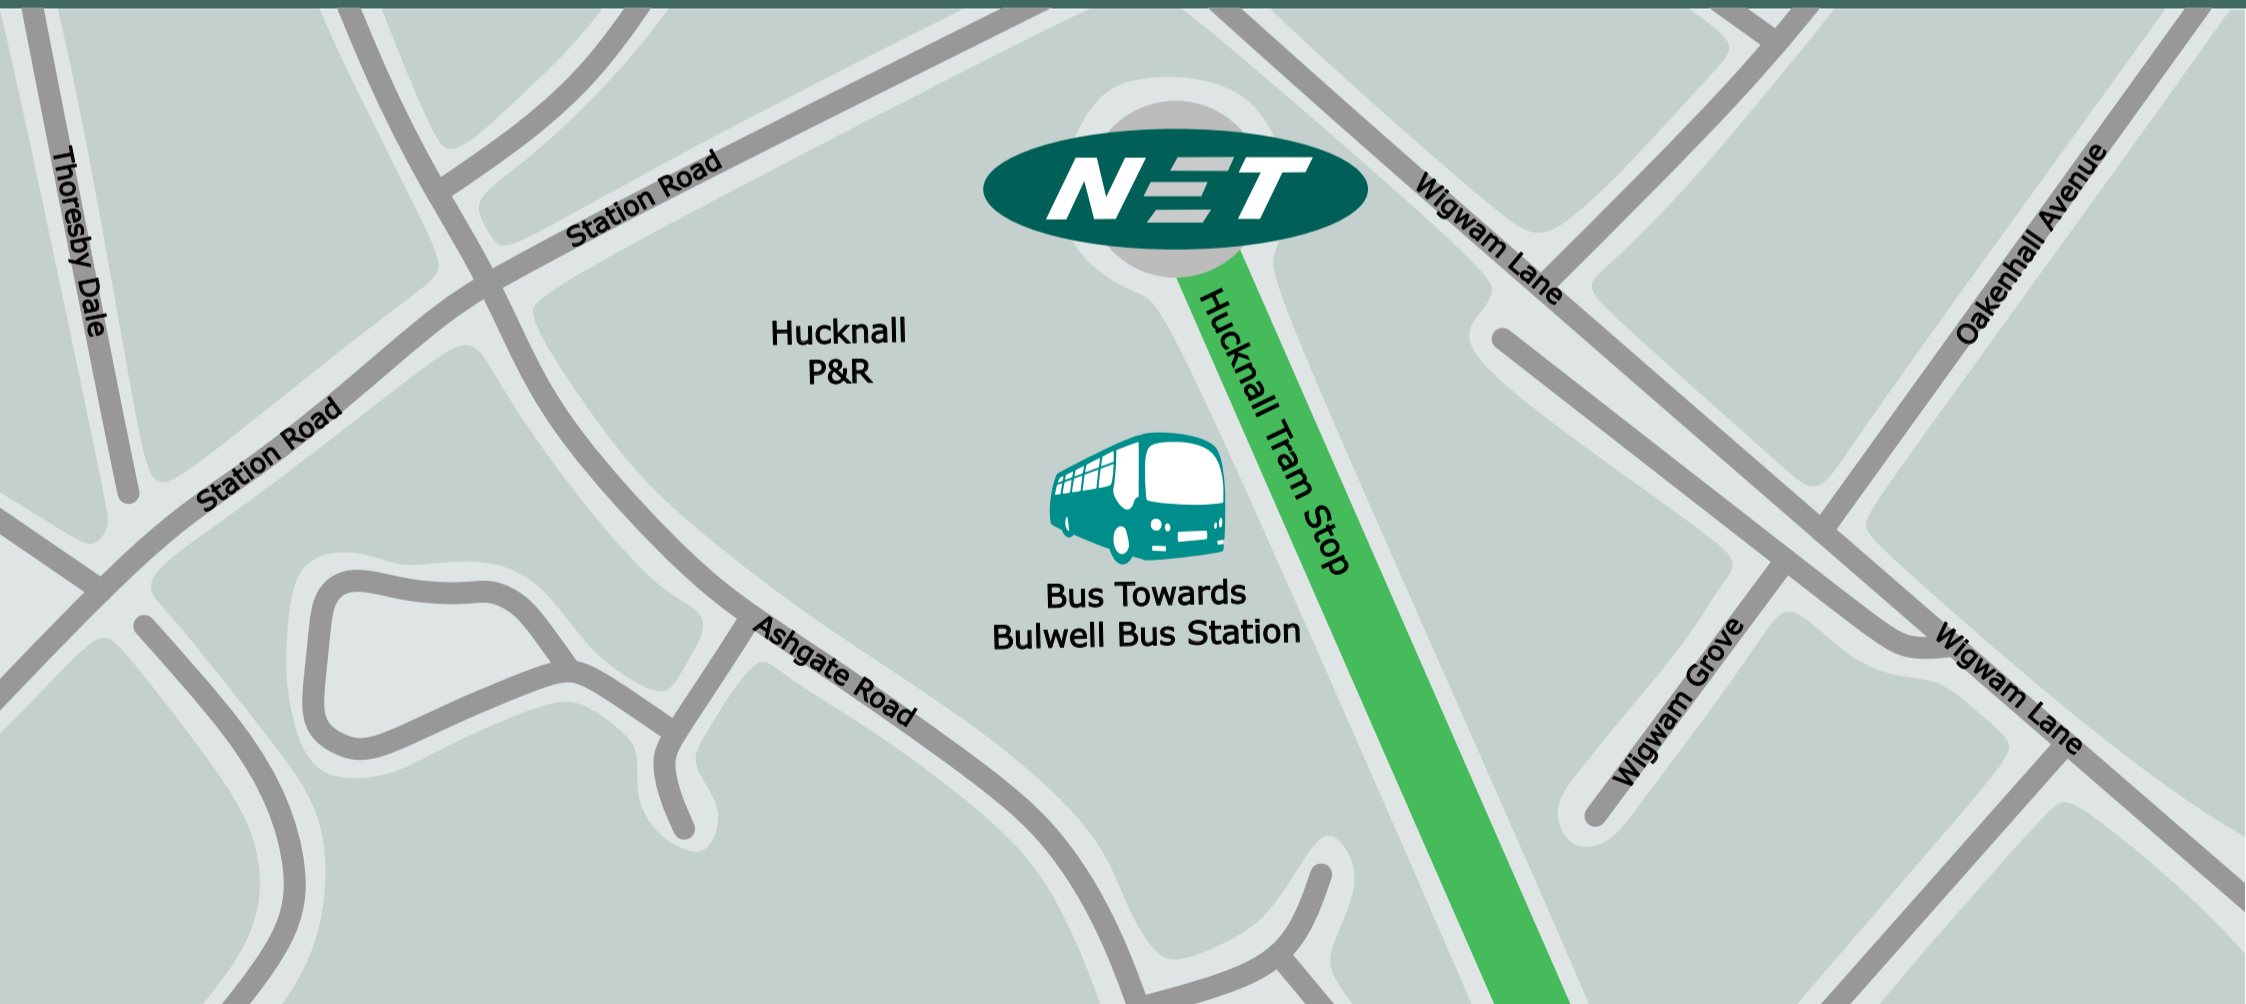 NET
Thoresby Dale
Station Road
Station Road
Wigwam Lane
Oakenhall Avenue
Hucknall
P&R
Hucknall Tram Stop
Bus Towards
Bulwell Bus Station
Ashgate Road
Wigwam Grove
Wigwam Lane